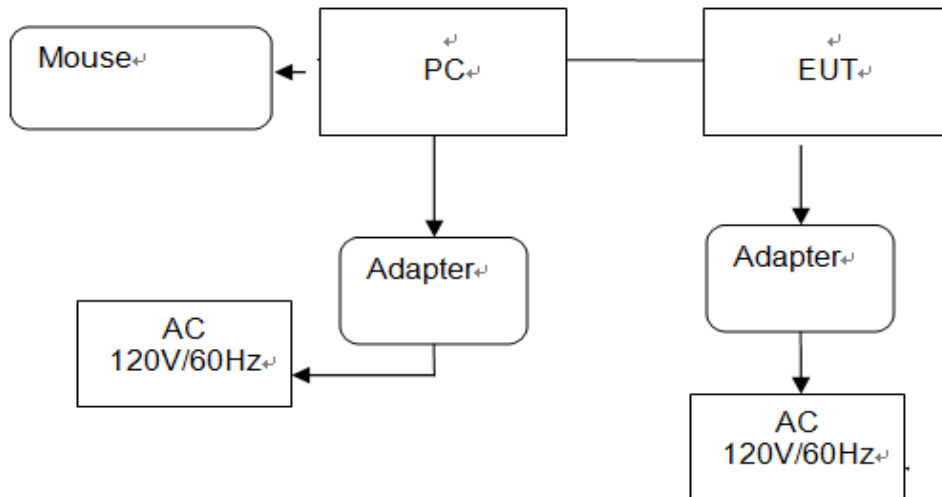 Mouse↵
↵
PC↵
↵
EUT↵
Adapter↵
Adapter↵
AC
120V/60Hz↵
AC
120V/60Hz↵